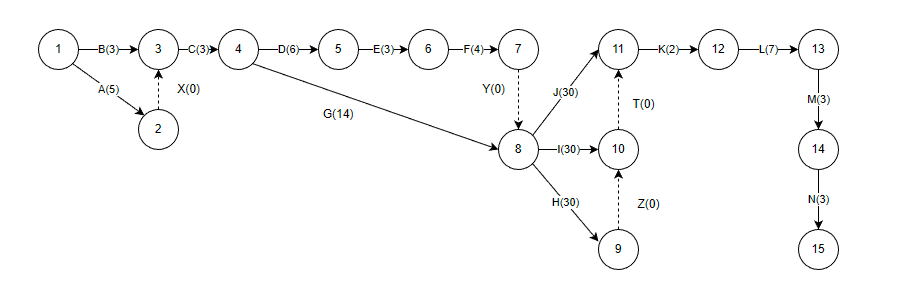 1 B(3) 3 C(3) 4 D(6) 5 E(3) 6 F(4) 7 11 K(2) 12 L(7) 13
A(5) X(0) Y(0) J(30) M(3)
G(14) T(0)
2 8 I(30) 10 14
H(30) Z(0) N(3)
9 15